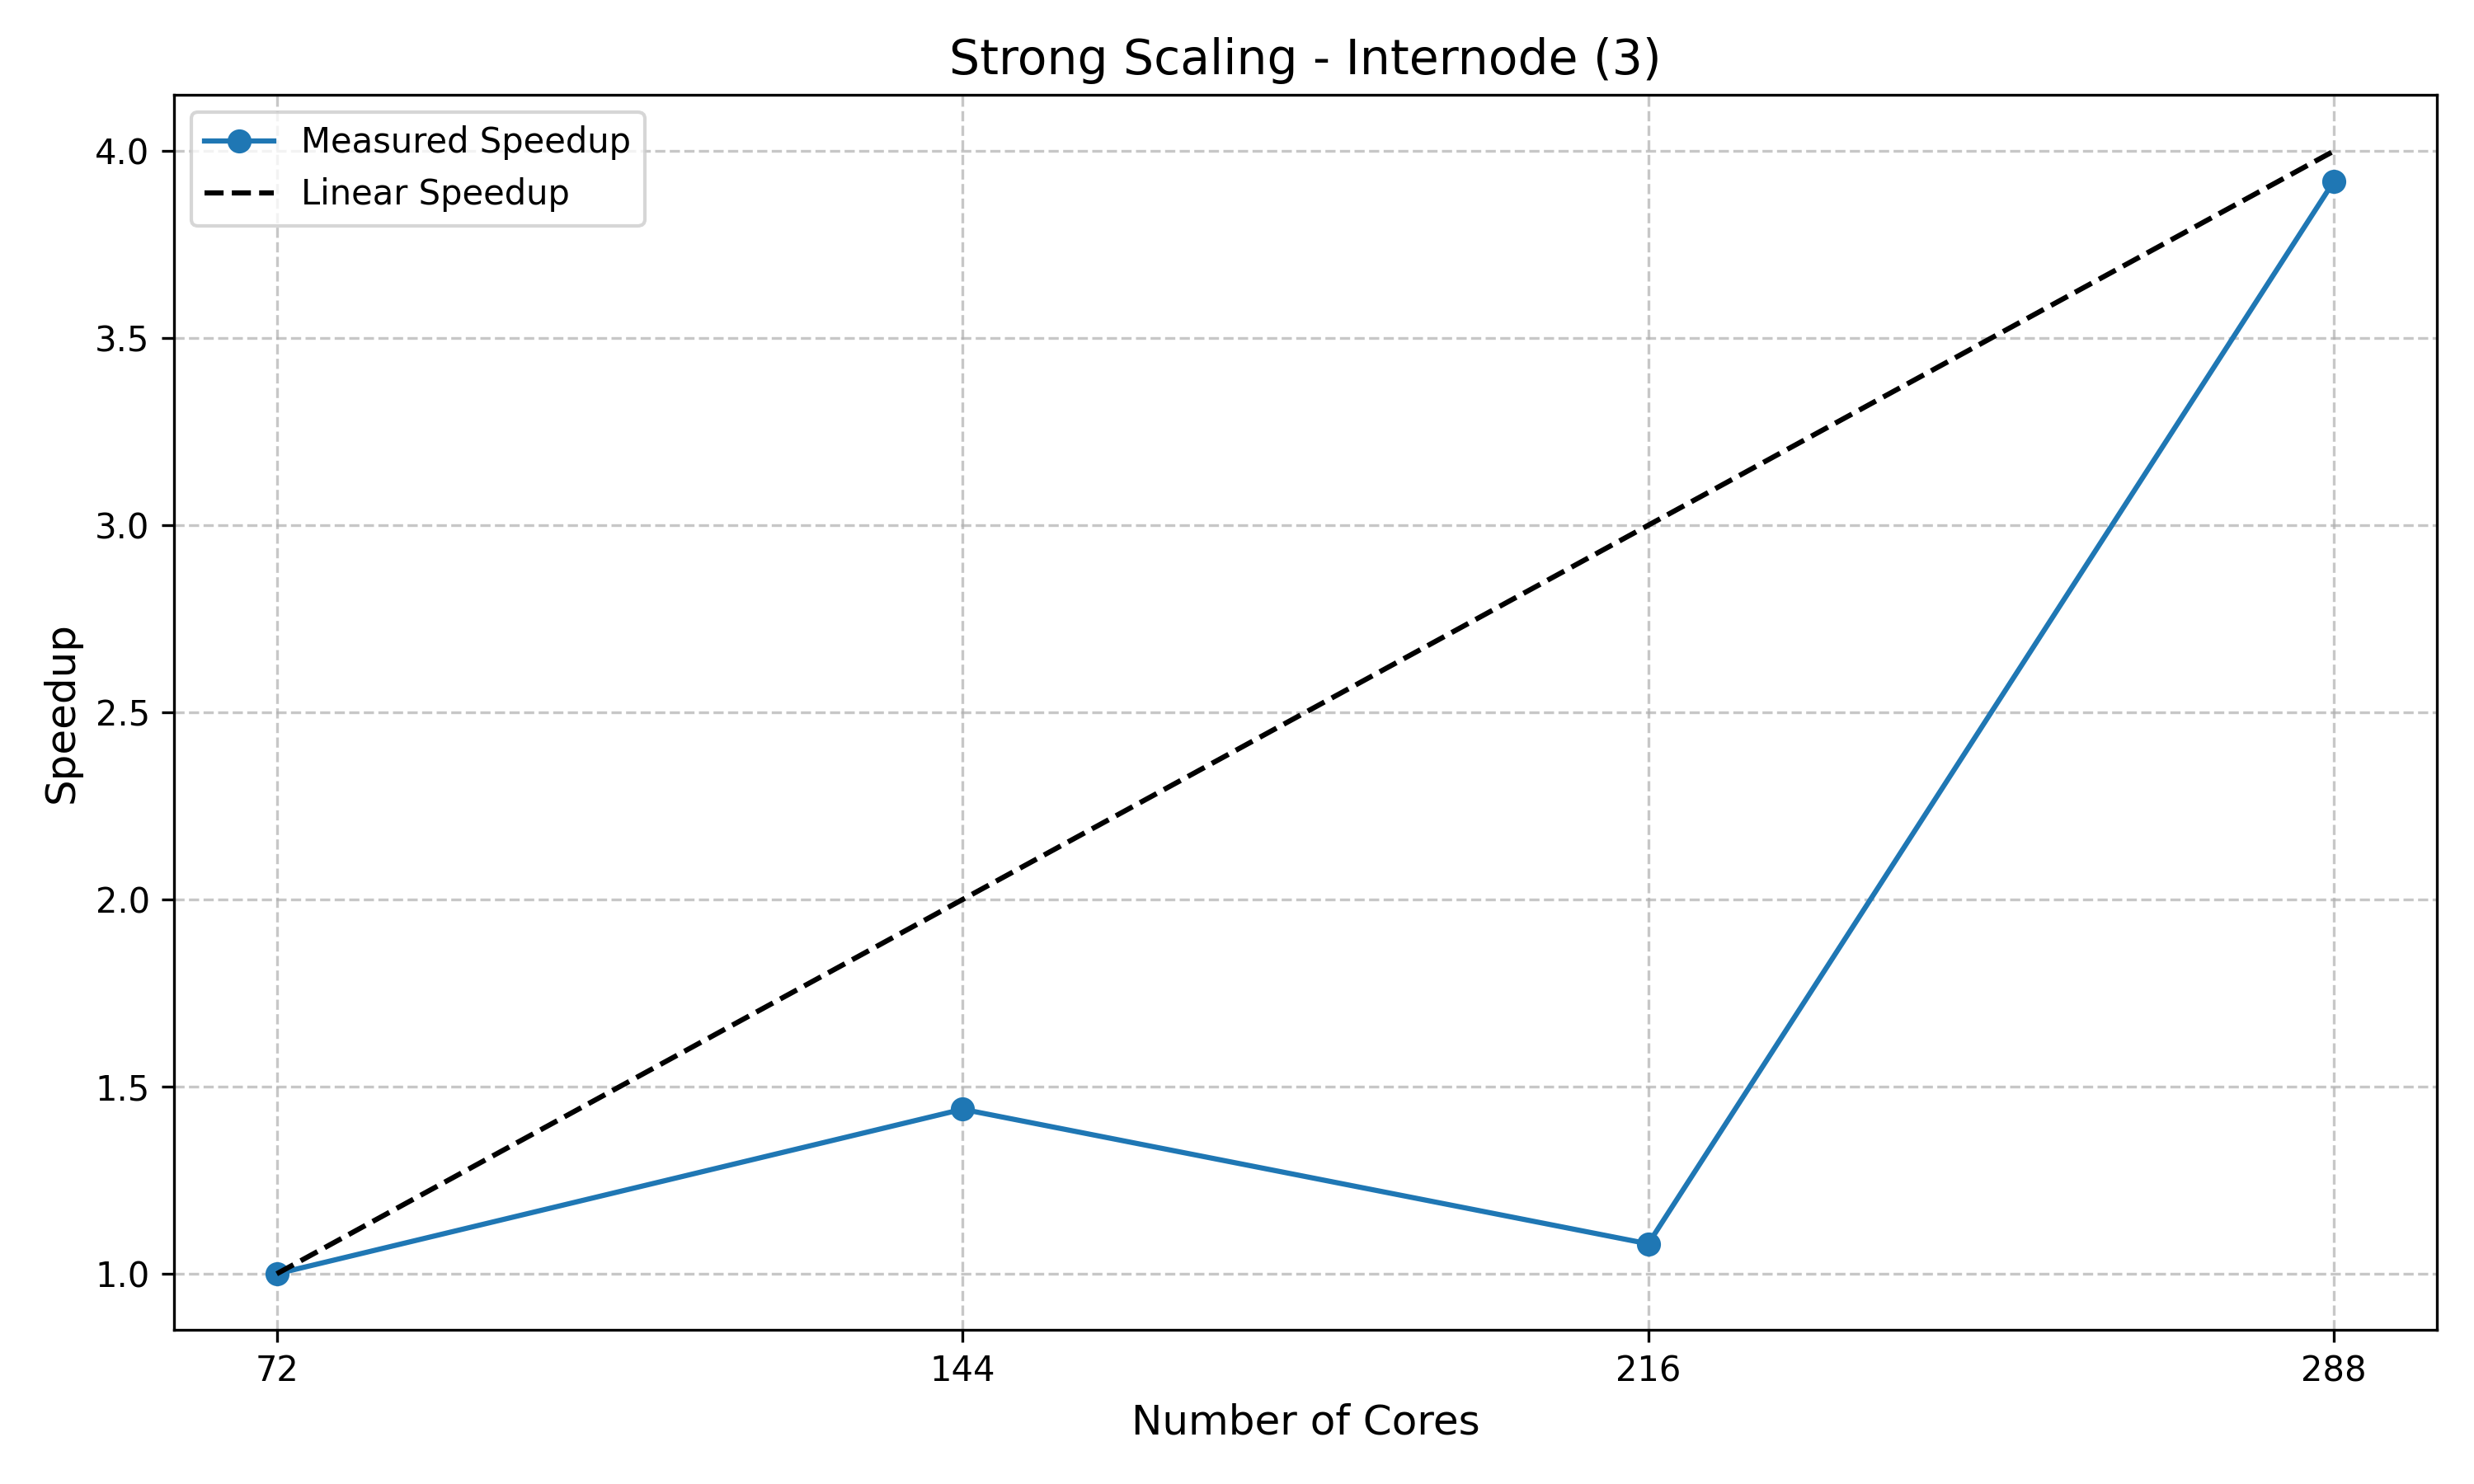 Strong Scaling - Internode (3)
Measured Speedup
Linear Speedup
4.0
3.5
3.0
2.5
2.0
1.5
1.0
Speedup
72 144 216 288
Number of Cores